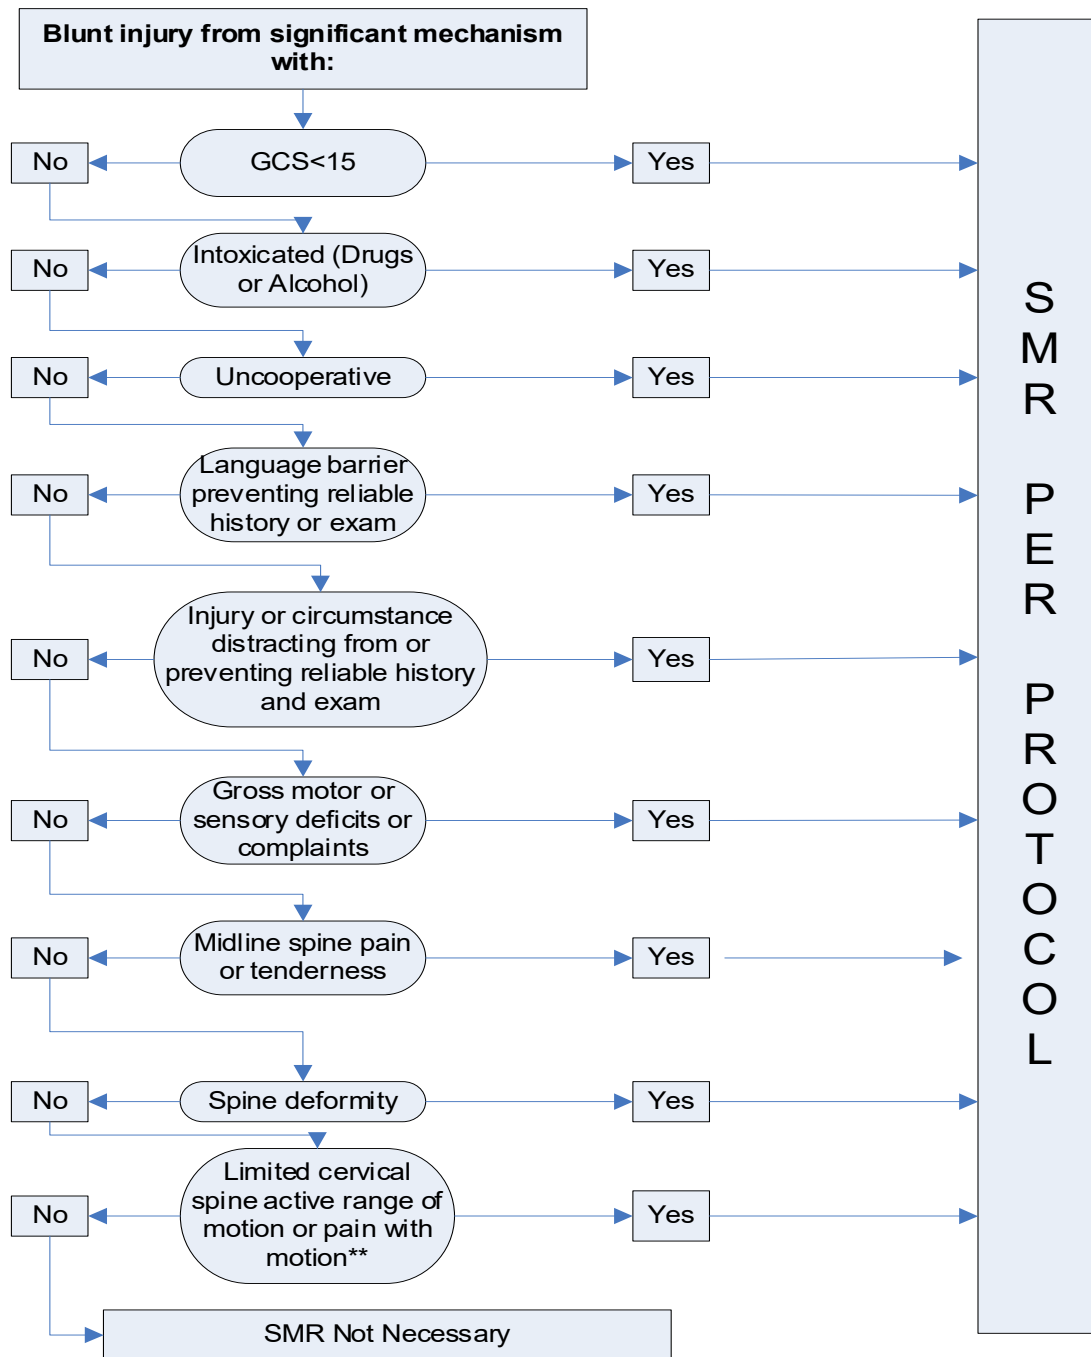 Blunt injury from significant mechanism
with:
No
GCS<15
Yes
No
Intoxicated (Drugs
or Alcohol)
Yes
No
Uncooperative
Yes
No
Language barrier
preventing reliable
history or exam
Yes
No
Injury or circumstance
distracting from or
preventing reliable history
and exam
Yes
No
Gross motor or
sensory deficits or
complaints
Yes
No
Midline spine pain
or tenderness
Yes
No
Spine deformity
Yes
No
Limited cervical
spine active range of
motion or pain with
motion**
Yes
SMR Not Necessary
S
M
R
P
E
R
P
R
O
T
O
C
O
L